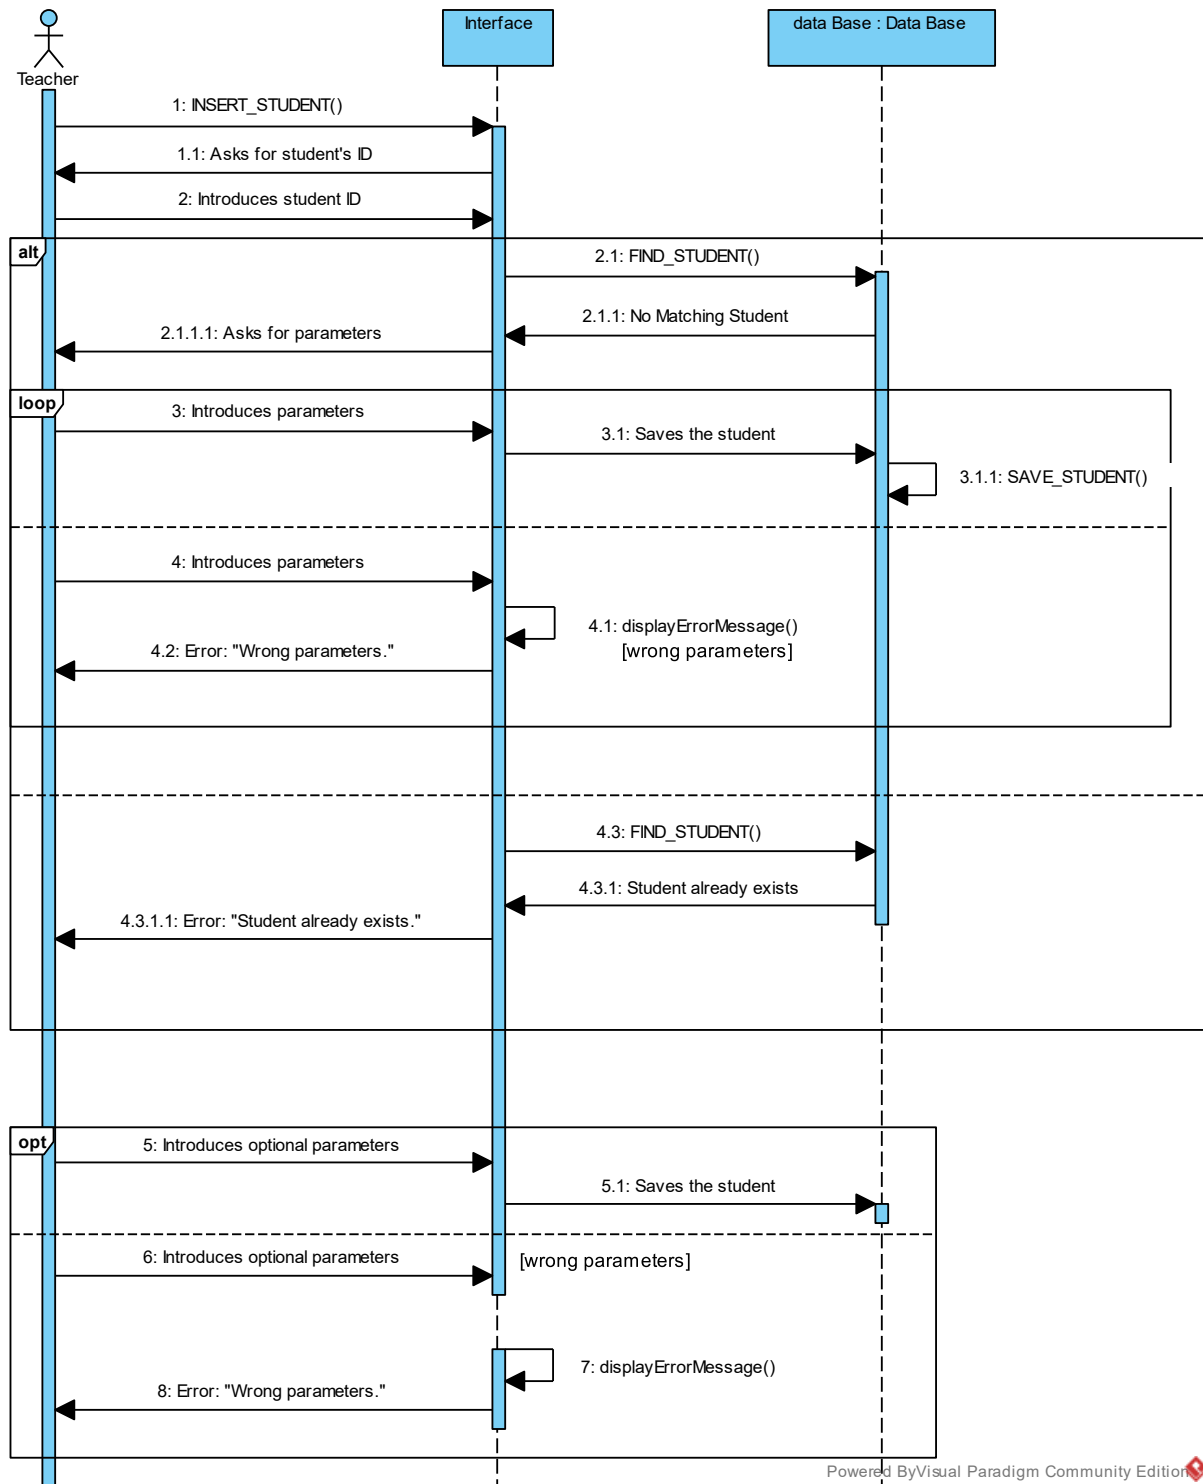 Interface
data Base : Data Base
Teacher
1: INSERT_STUDENT()
1.1: Asks for student's ID
2: Introduces student ID
alt
2.1: FIND_STUDENT()
2.1.1: No Matching Student
2.1.1.1: Asks for parameters
loop
3: Introduces parameters
3.1: Saves the student
3.1.1: SAVE_STUDENT()
4: Introduces parameters
4.1: displayErrorMessage()
[wrong parameters]
4.2: Error: "Wrong parameters."
4.3: FIND_STUDENT()
4.3.1: Student already exists
4.3.1.1: Error: "Student already exists."
opt
5: Introduces optional parameters
5.1: Saves the student
6: Introduces optional parameters
[wrong parameters]
7: displayErrorMessage()
8: Error: "Wrong parameters."
Powered ByVisual Paradigm Community Edition